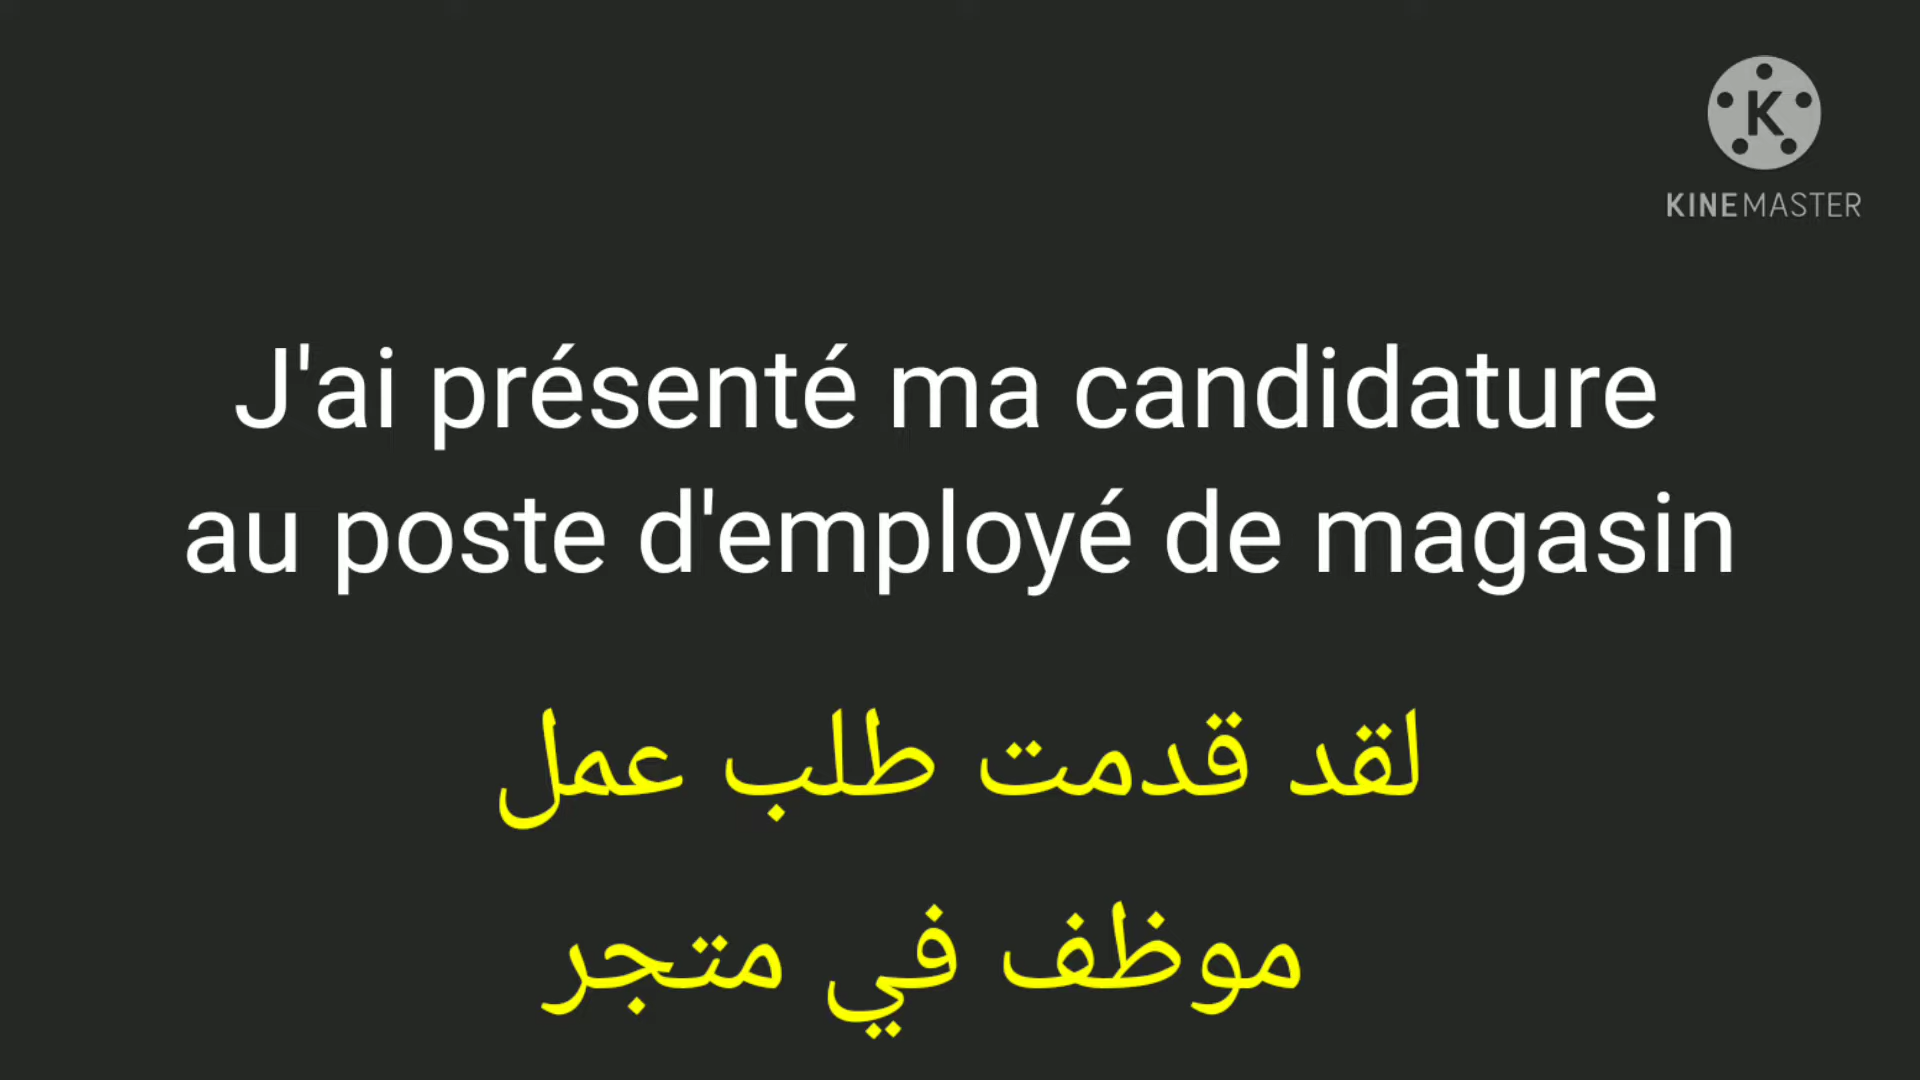 K
KINEMASTER
J'ai présenté ma candidature
au poste d'employé de magasin
لقد قدمت طلب عمل
موظف في متجر